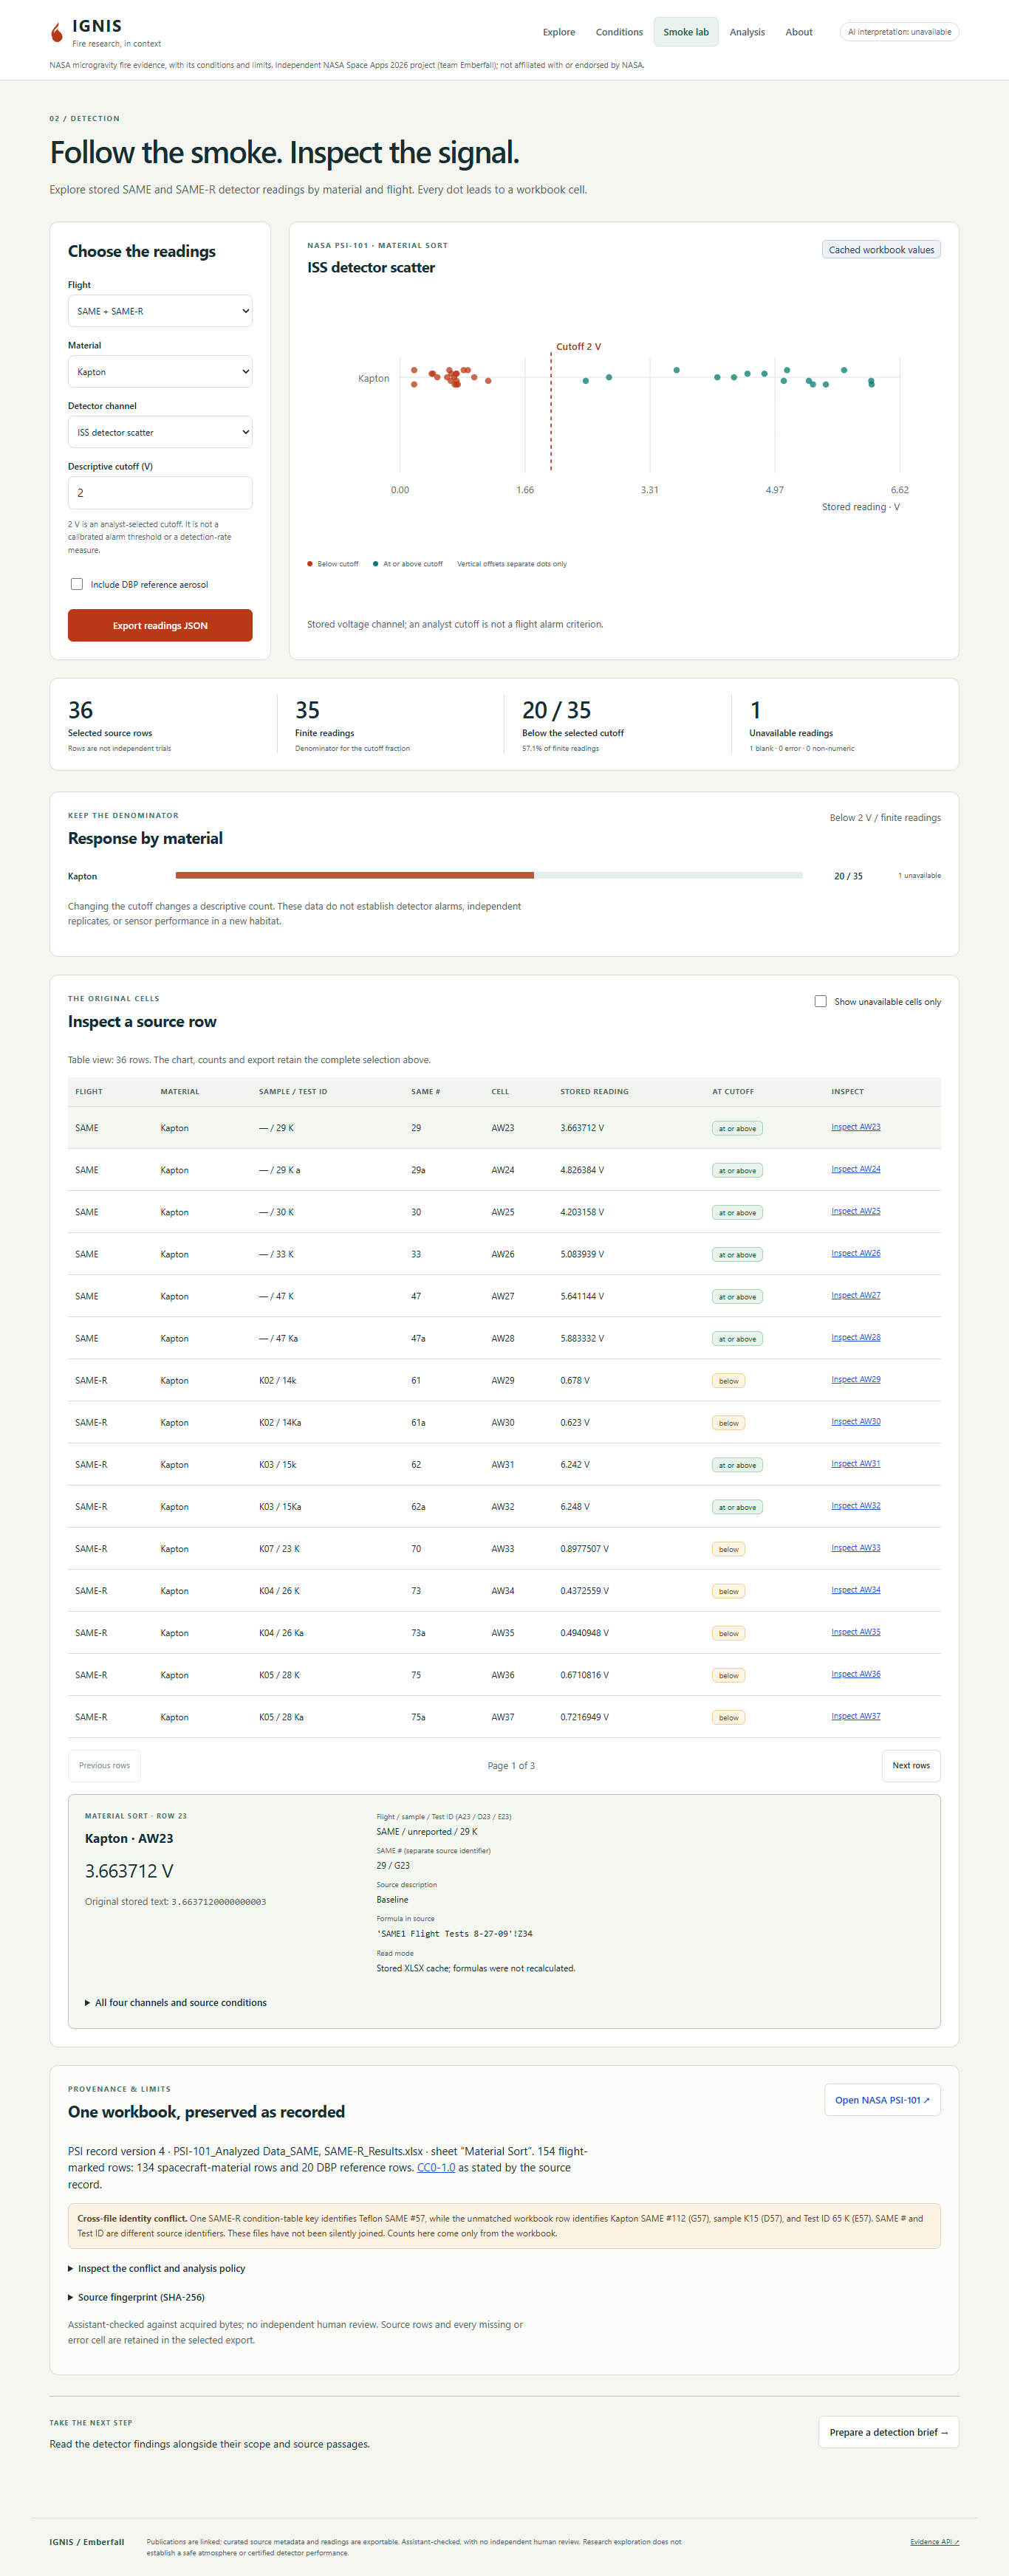 IGNIS
Fire research, in context
Explore
Conditions
Smoke lab
Analysis
About
AI interpretation: unavailable
NASA microgravity fire evidence, with its conditions and limits. Independent NASA Space Apps 2026 project (team Emberfall); not affiliated with or endorsed by NASA.
02 / DETECTION
Follow the smoke. Inspect the signal.
Explore stored SAME and SAME-R detector readings by material and flight. Every dot leads to a workbook cell.
Choose the readings
Flight
SAME + SAME-R
Material
Kapton
Detector channel
ISS detector scatter
Descriptive cutoff (V)
2
2 V is an analyst-selected cutoff. It is not a
calibrated alarm threshold or a detection-rate
measure.
Include DBP reference aerosol
Export readings JSON
NASA PSI-101 · MATERIAL SORT
ISS detector scatter
Cached workbook values
Cutoff 2 V
Kapton
0.00 1.66 3.31 4.97 6.62
Stored reading · V
Below cutoff At or above cutoff Vertical offsets separate dots only
Stored voltage channel; an analyst cutoff is not a flight alarm criterion.
36
Selected source rows
Rows are not independent trials
35
Finite readings
Denominator for the cutoff fraction
20 / 35
Below the selected cutoff
57.1% of finite readings
1
Unavailable readings
1 blank · 0 error · 0 non-numeric
KEEP THE DENOMINATOR
Response by material
Below 2 V / finite readings
Kapton 20 / 35 1 unavailable
Changing the cutoff changes a descriptive count. These data do not establish detector alarms, independent
replicates, or sensor performance in a new habitat.
THE ORIGINAL CELLS
Inspect a source row
Show unavailable cells only
Table view: 36 rows. The chart, counts and export retain the complete selection above.
FLIGHT MATERIAL SAMPLE / TEST ID SAME # CELL STORED READING AT CUTOFF INSPECT
SAME Kapton — / 29 K 29 AW23 3.663712 V at or above Inspect AW23
SAME Kapton — / 29 K a 29a AW24 4.826384 V at or above Inspect AW24
SAME Kapton — / 30 K 30 AW25 4.203158 V at or above Inspect AW25
SAME Kapton — / 33 K 33 AW26 5.083939 V at or above Inspect AW26
SAME Kapton — / 47 K 47 AW27 5.641144 V at or above Inspect AW27
SAME Kapton — / 47 Ka 47a AW28 5.883332 V at or above Inspect AW28
SAME-R Kapton K02 / 14k 61 AW29 0.678 V below Inspect AW29
SAME-R Kapton K02 / 14Ka 61a AW30 0.623 V below Inspect AW30
SAME-R Kapton K03 / 15k 62 AW31 6.242 V at or above Inspect AW31
SAME-R Kapton K03 / 15Ka 62a AW32 6.248 V at or above Inspect AW32
SAME-R Kapton K07 / 23 K 70 AW33 0.8977507 V below Inspect AW33
SAME-R Kapton K04 / 26 K 73 AW34 0.4372559 V below Inspect AW34
SAME-R Kapton K04 / 26 Ka 73a AW35 0.4940948 V below Inspect AW35
SAME-R Kapton K05 / 28 K 75 AW36 0.6710816 V below Inspect AW36
SAME-R Kapton K05 / 28 Ka 75a AW37 0.7216949 V below Inspect AW37
Previous rows Page 1 of 3 Next rows
MATERIAL SORT · ROW 23
Kapton · AW23
3.663712 V
Original stored text: 3.6637120000000003
Flight / sample / Test ID (A23 / D23 / E23)
SAME / unreported / 29 K
SAME # (separate source identifier)
29 / G23
Source description
Baseline
Formula in source
'SAME1 Flight Tests 8-27-09'!Z34
Read mode
Stored XLSX cache; formulas were not recalculated.
All four channels and source conditions
PROVENANCE & LIMITS
One workbook, preserved as recorded
Open NASA PSI-101 ↗
PSI record version 4 · PSI-101_Analyzed Data_SAME, SAME-R_Results.xlsx · sheet "Material Sort". 154 flight-
marked rows: 134 spacecraft-material rows and 20 DBP reference rows. CC0-1.0 as stated by the source
record.
Cross-file identity conflict. One SAME-R condition-table key identifies Teflon SAME #57, while the unmatched workbook row identifies Kapton SAME #112 (G57), sample K15 (D57), and Test ID 65 K (E57). SAME # and
Test ID are different source identifiers. These files have not been silently joined. Counts here come only from the workbook.
Inspect the conflict and analysis policy
Source fingerprint (SHA-256)
Assistant-checked against acquired bytes; no independent human review. Source rows and every missing or
error cell are retained in the selected export.
TAKE THE NEXT STEP
Read the detector findings alongside their scope and source passages.
Prepare a detection brief →
IGNIS / Emberfall
Publications are linked; curated source metadata and readings are exportable. Assistant-checked, with no independent human review. Research exploration does not
establish a safe atmosphere or certified detector performance.
Evidence API ↗